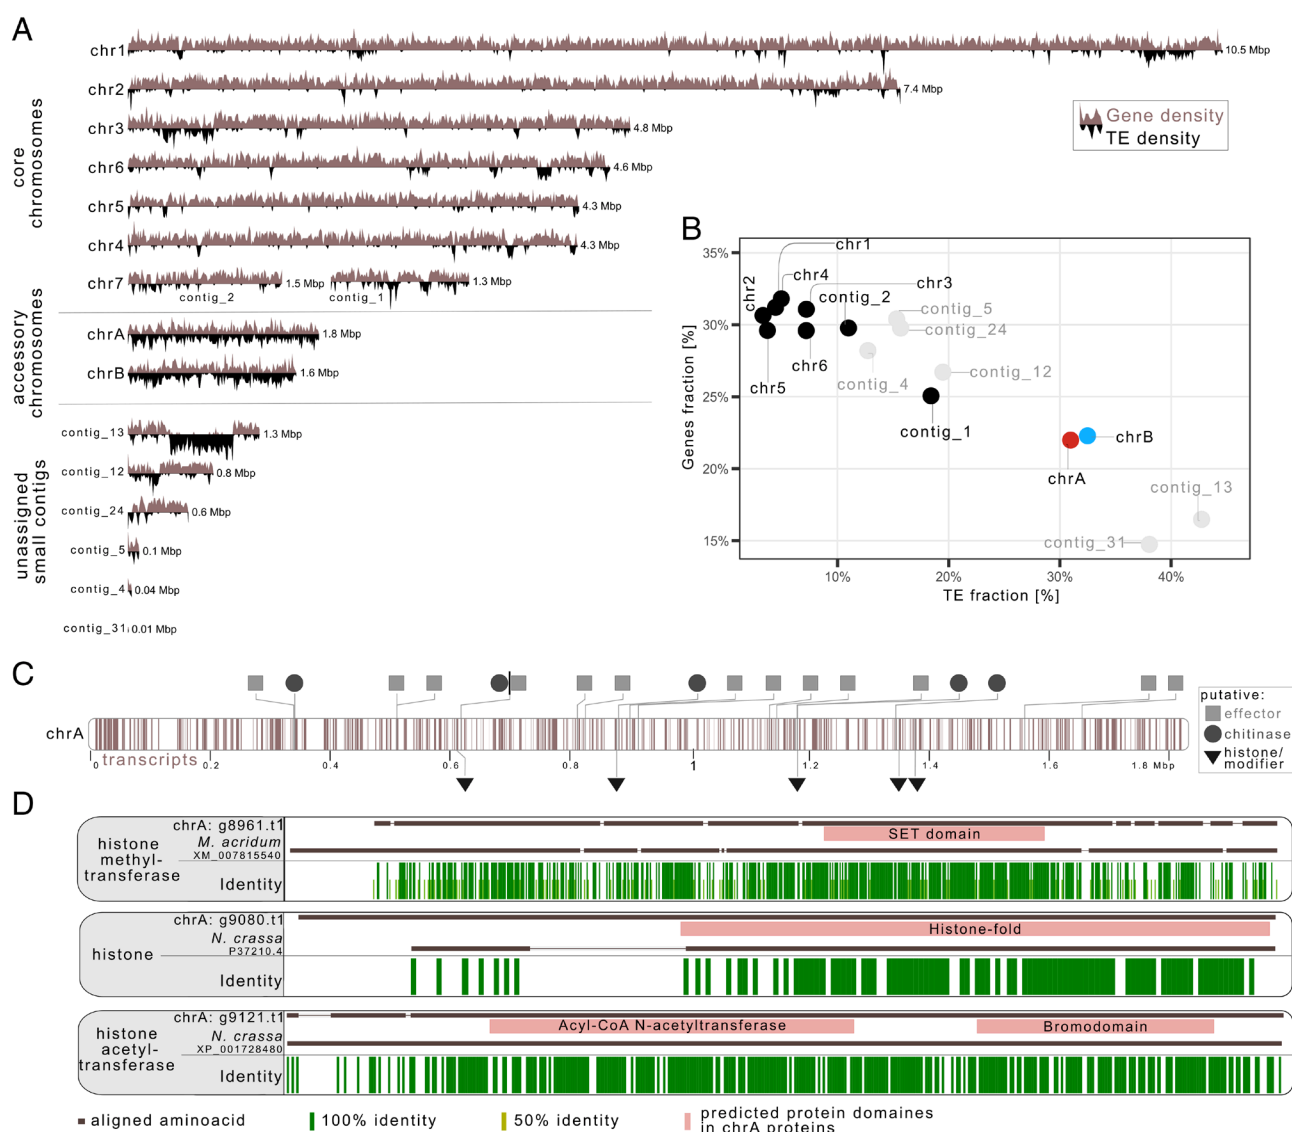 A
core
chromosomes
chr1
10.5 Mbp
chr2
7.4 Mbp
chr3
4.8 Mbp
chr6
4.6 Mbp
chr5
4.3 Mbp
chr4
4.3 Mbp
chr7
1.5 Mbp
contig_2
1.3 Mbp
contig_1
Gene density
TE density
accessory
chromosomes
chrA
1.8 Mbp
chrB
1.6 Mbp
unassigned
small contigs
contig_13
1.3 Mbp
contig_12
0.8 Mbp
contig_24
0.6 Mbp
contig_5
0.1 Mbp
contig_4
0.04 Mbp
contig_31
0.01 Mbp
B
Genes fraction [%]
35%
30%
25%
20%
15%
chr1
chr2
chr4
chr3
contig_2
contig_5
contig_24
chr6
chr5
contig_4
contig_12
contig_1
chrB
chrA
contig_13
contig_31
10%
20%
30%
40%
TE fraction [%]
C
chrA
transcripts
0
0.2
0.4
0.6
0.8
1
1.2
1.4
1.6
1.8 Mbp
putative:
effector
chitinase
histone/
modifier
D
histone
methyl-
transferase
chrA: g8961.t1
M. acridum
XM_007815540
Identity
SET domain
histone
chrA: g9080.t1
N. crassa
P37210.4
Identity
Histone-fold
histone
acetyl-
transferase
chrA: g9121.t1
N. crassa
XP_001728480
Identity
Acyl-CoA N-acetyltransferase
Bromodomain
aligned aminoacid
100% identity
50% identity
predicted protein domaines
in chrA proteins